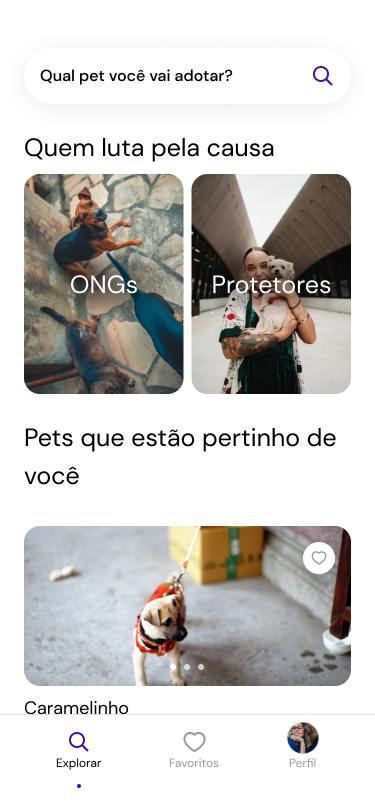 Qual pet você vai adotar?
Quem luta pela causa
ONGs
Protetores
Pets que estão pertinho de
você
Caramelinho
Explorar
Favoritos
Perfil